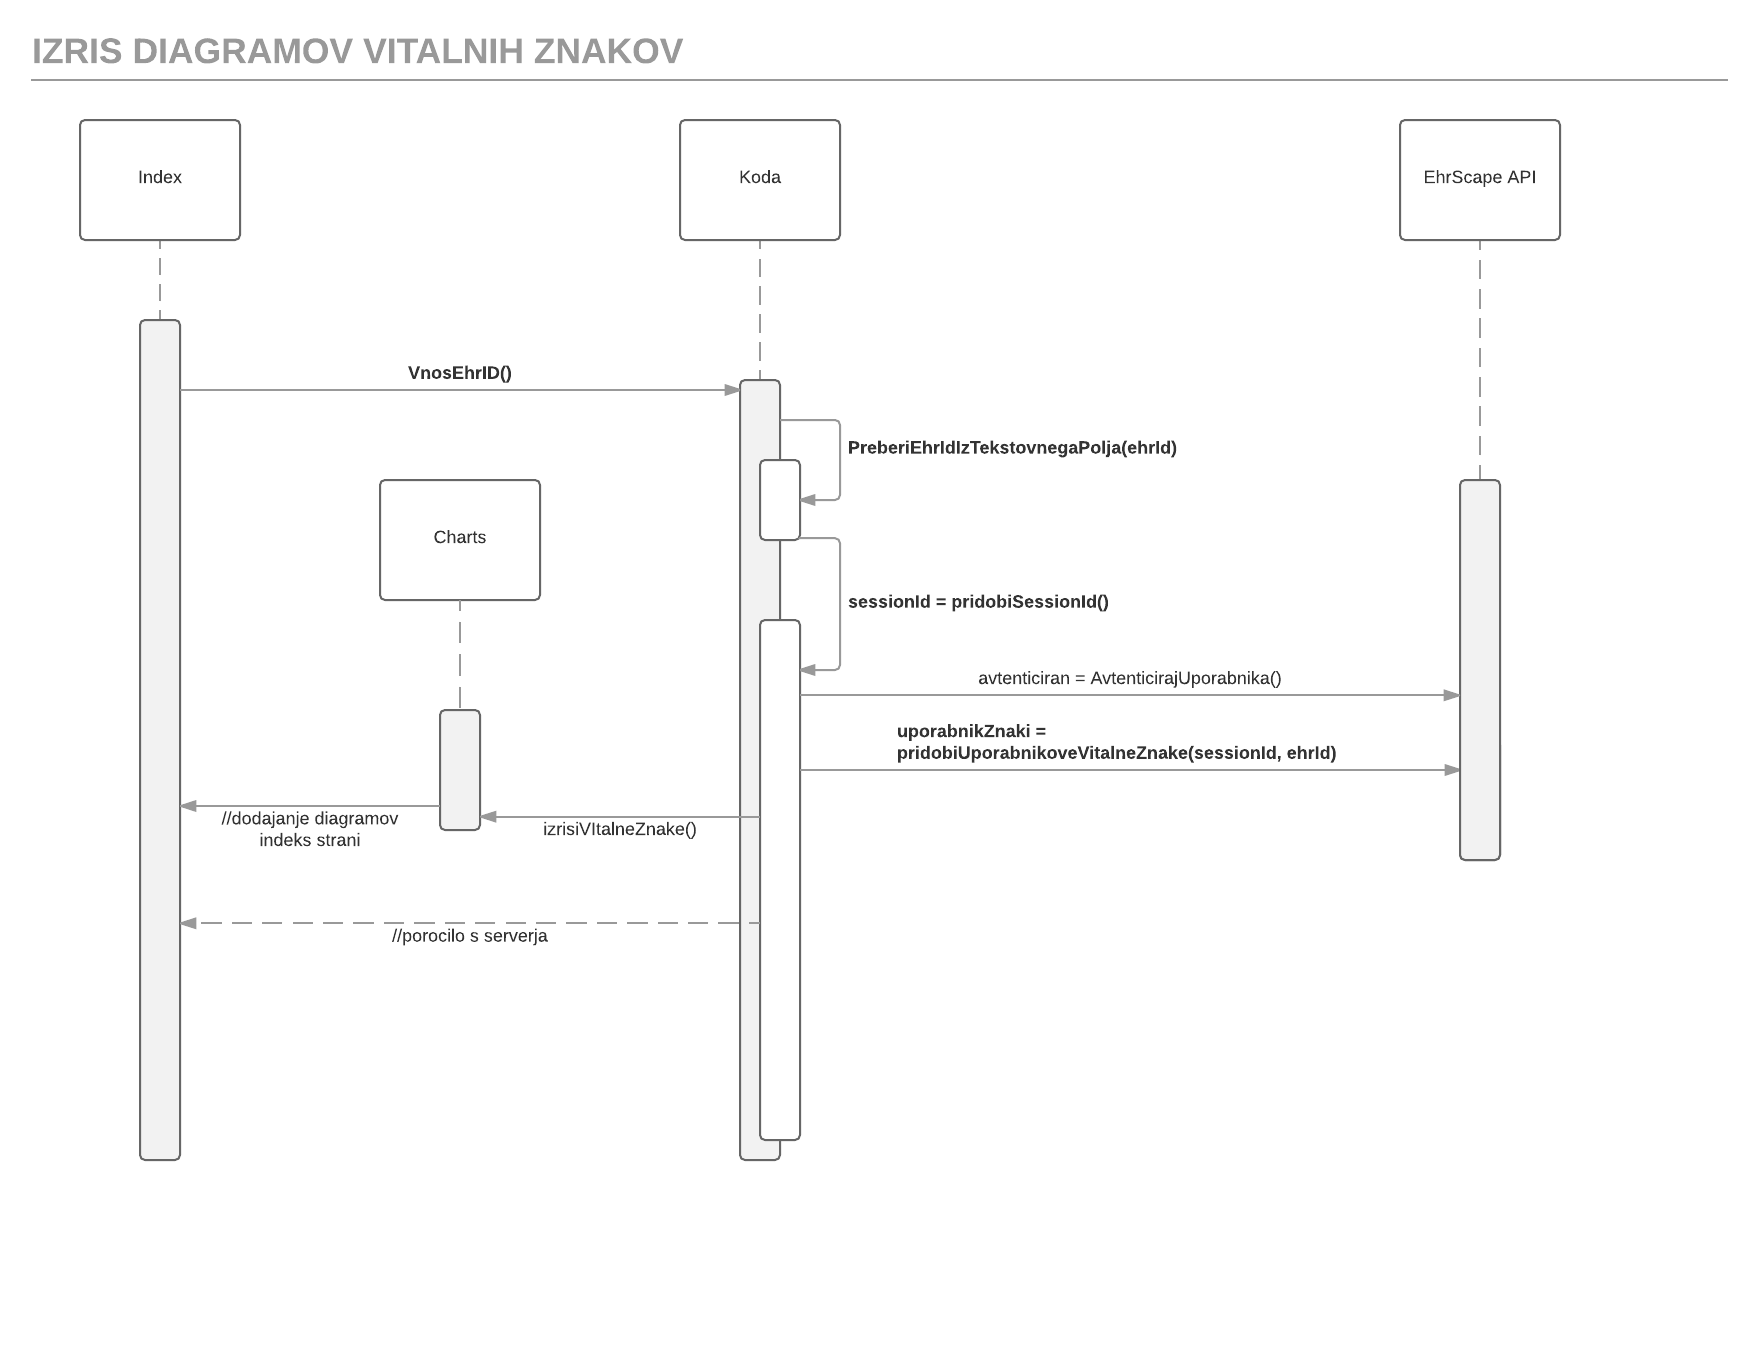 IZRIS DIAGRAMOV VITALNIH ZNAKOV
Index
Koda
EhrScape API
VnosEhrID()
PreberiEhrIdIzTekstovnegaPolja(ehrId)
Charts
sessionId = pridobiSessionId()
avtenticiran = AvtenticirajUporabnika()
uporabnikZnaki =
pridobiUporabnikoveVitalneZnake(sessionId, ehrId)
//dodajanje diagramov
indeks strani
izrisiVItalneZnake()
//porocilo s serverja